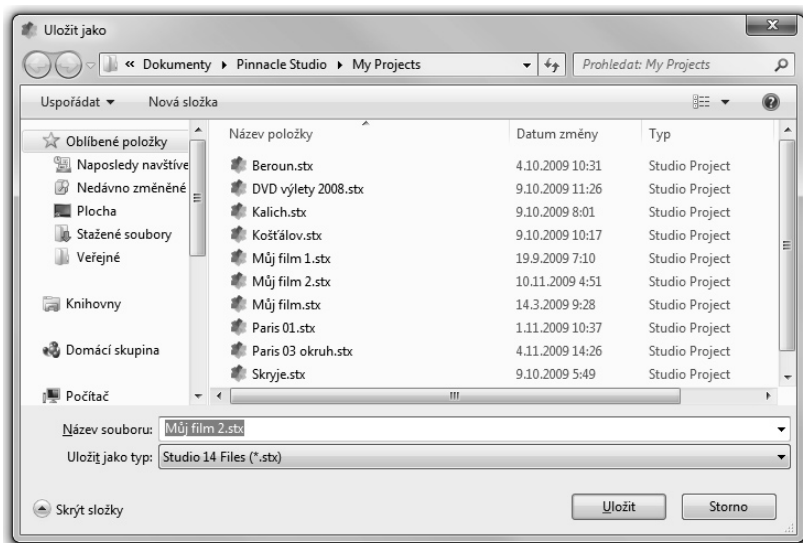 Uložit jako
« Dokumenty Pinnacle Studio My Projects Prohledat: My Projects
Uspořádat Nová složka
Oblíbené položky
Naposledy navštíve
Nedávno změněné
Plocha
Stažené soubory
Veřejné
Knihovny
Domácí skupina
Počítač
Název položky Datum změny Typ
Beroun.stx 4.10.2009 10:31 Studio Project
DVD výlety 2008.stx 9.10.2009 11:26 Studio Project
Kalich.stx 9.10.2009 8:01 Studio Project
Košťálov.stx 9.10.2009 10:17 Studio Project
Můj film 1.stx 19.9.2009 7:10 Studio Project
Můj film 2.stx 10.11.2009 4:51 Studio Project
Můj film.stx 14.3.2009 9:28 Studio Project
Paris 01.stx 1.11.2009 10:37 Studio Project
Paris 03 okruh.stx 4.11.2009 14:26 Studio Project
Skryje.stx 9.10.2009 5:49 Studio Project
Název souboru: Můj film 2.stx
Uložit jako typ: Studio 14 Files (*.stx)
Skrýt složky Uložit Storno